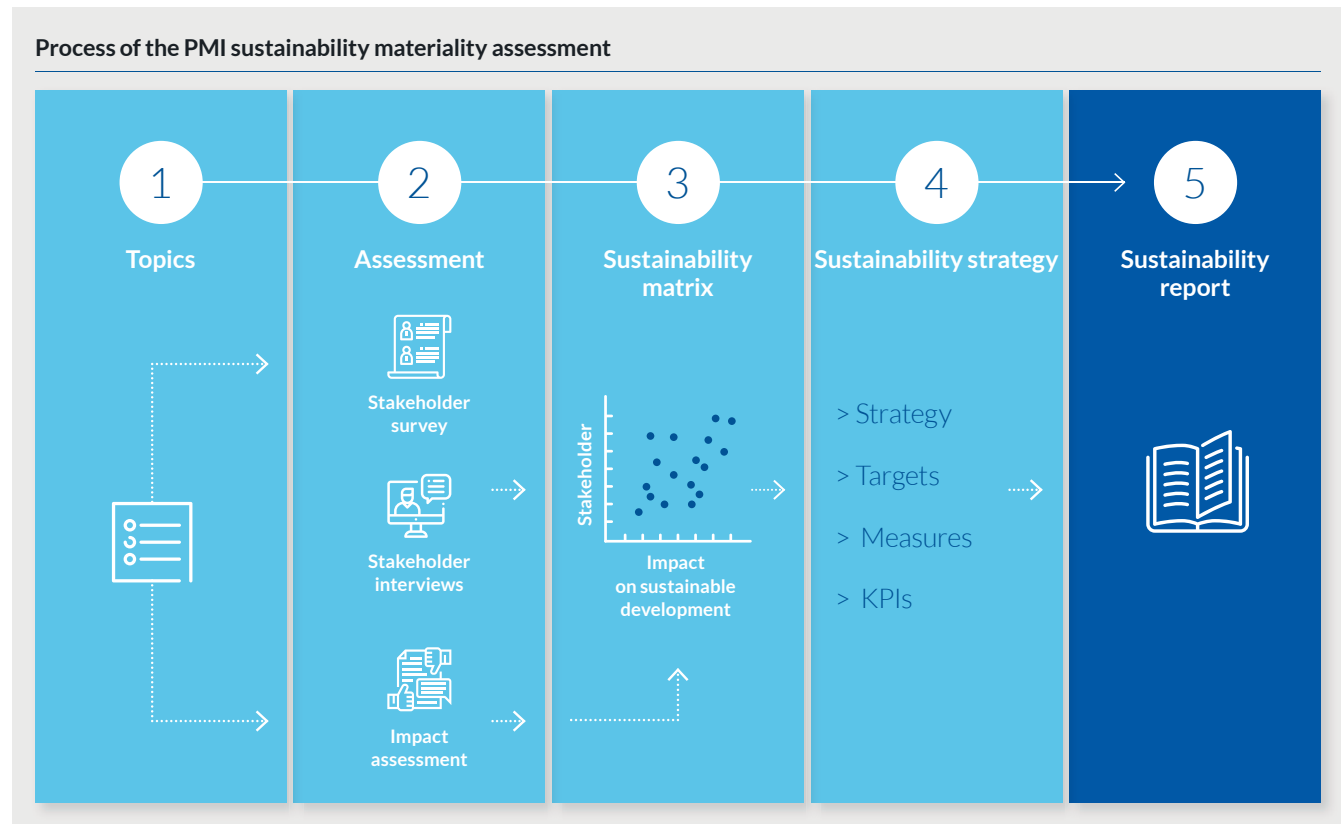 Process of the PMI sustainability materiality assessment
1
Topics
2
Assessment
Stakeholder
survey
Stakeholder
interviews
Impact
assessment
3
Sustainability
matrix
Stakeholder
Impact
on sustainable
development
4
Sustainability strategy
> Strategy
> Targets
> Measures
> KPIs
5
Sustainability
report